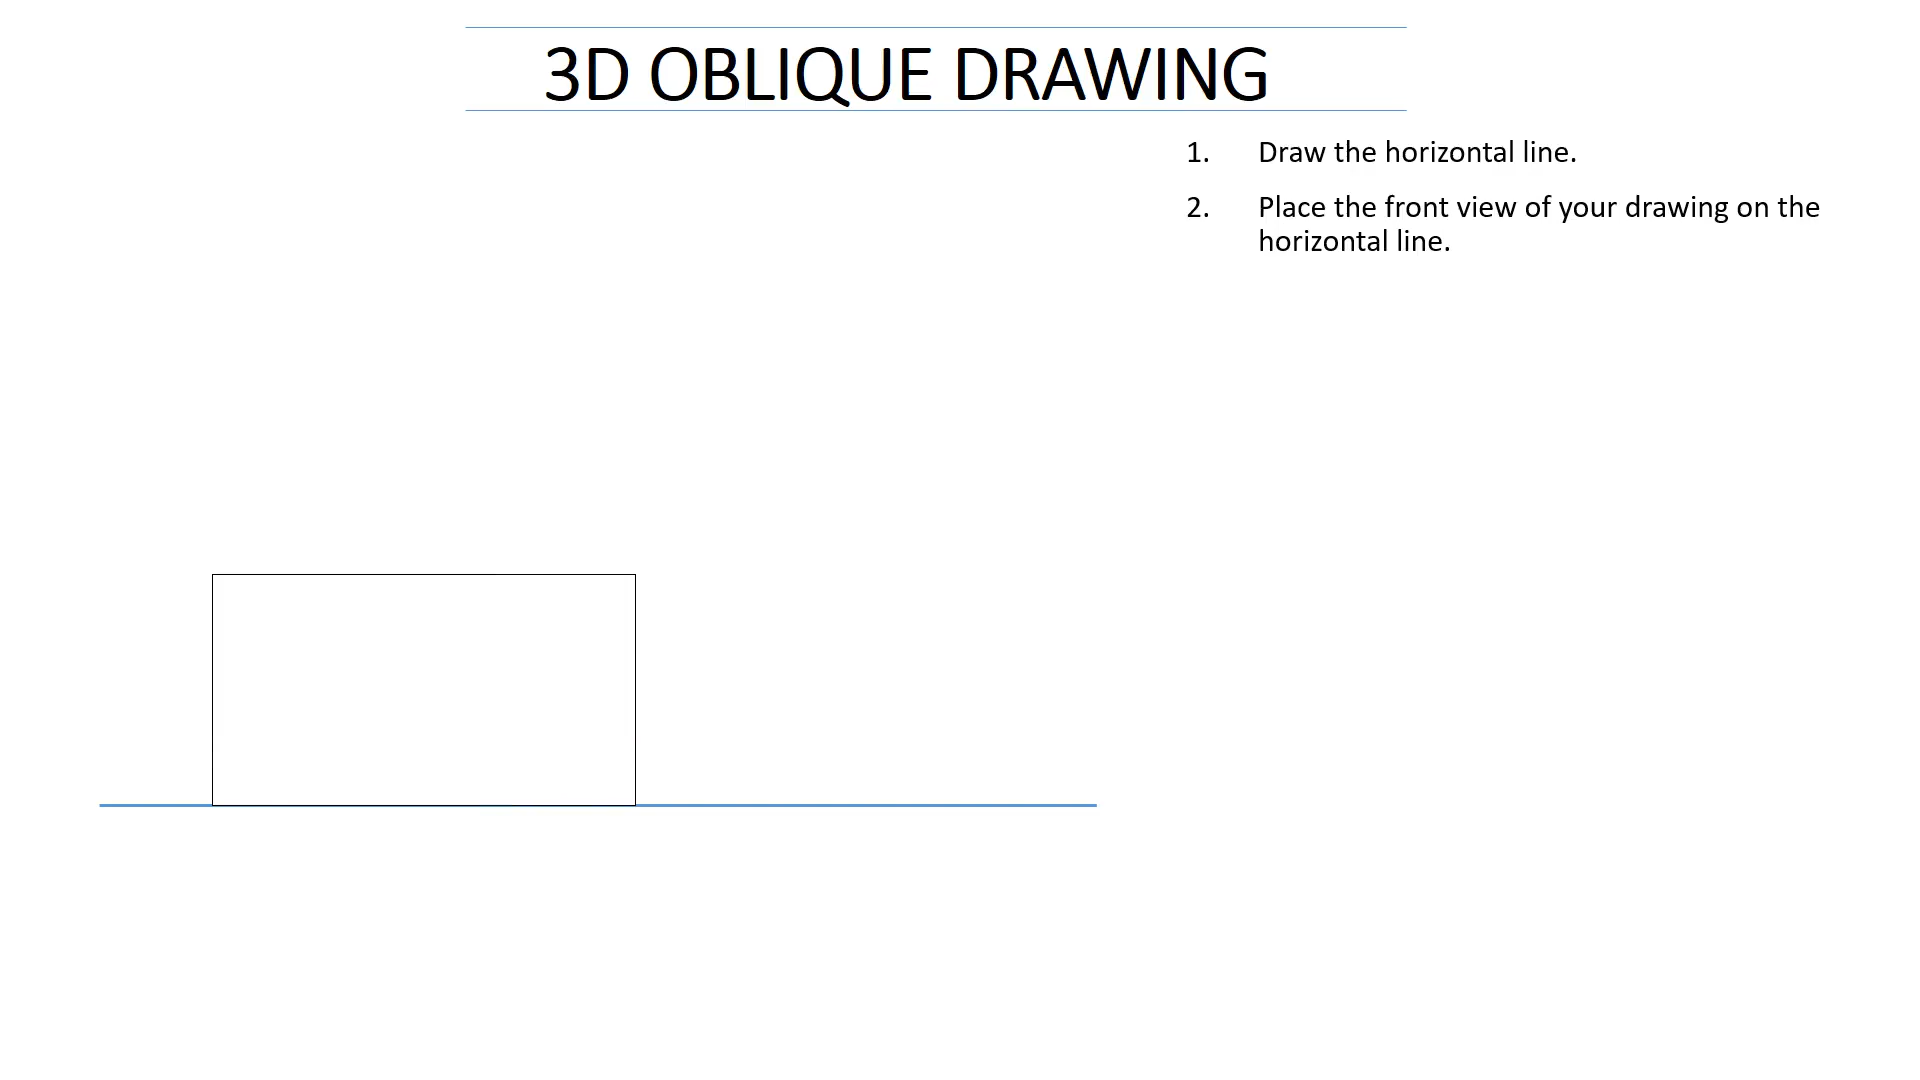 3D OBLIQUE DRAWING
1. Draw the horizontal line.
2. Place the front view of your drawing on the
horizontal line.